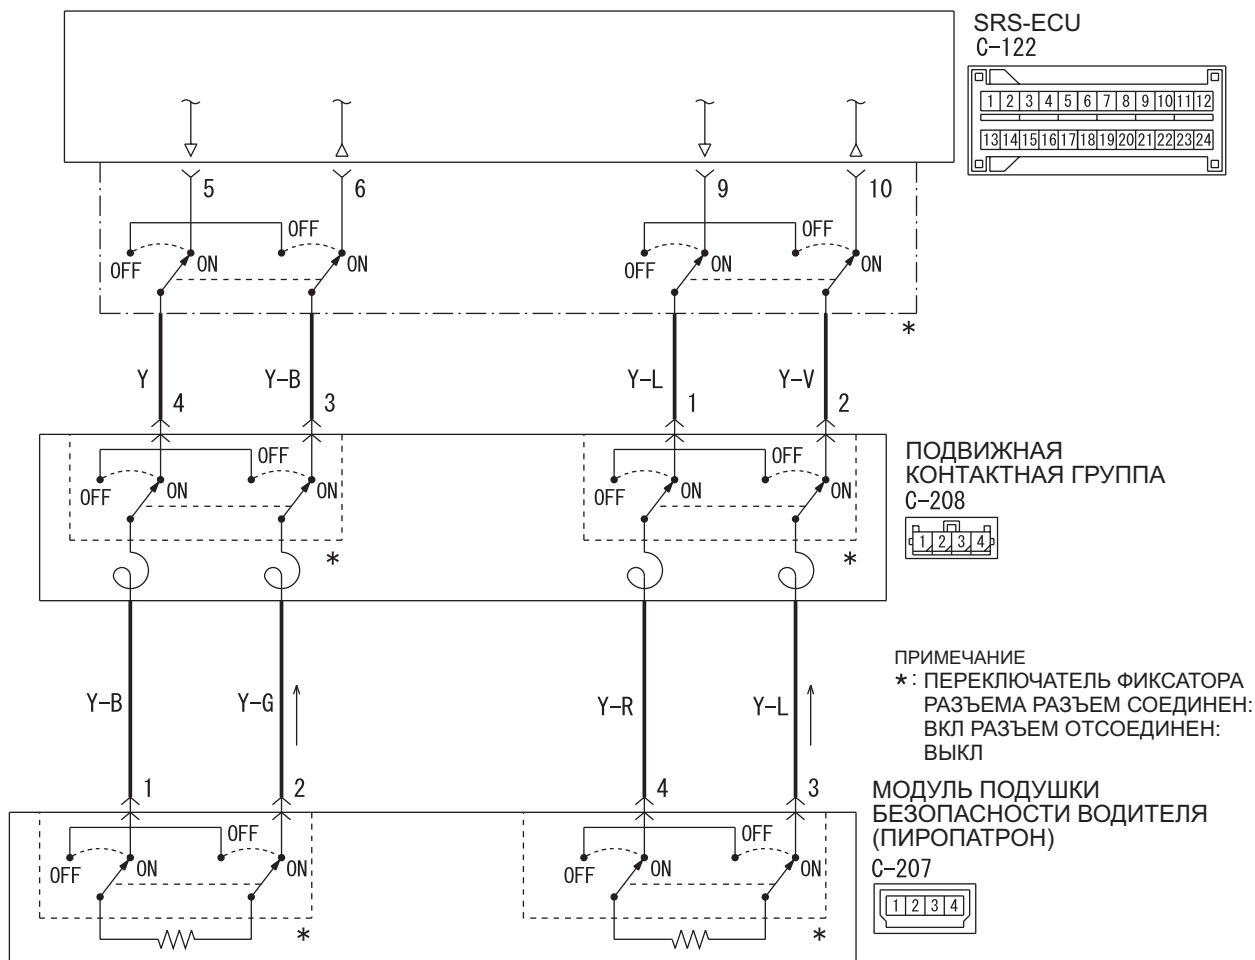 SRS-ECU
C-122
1 2 3 4 5 6 7 8 9 10 11 12
13 14 15 16 17 18 19 20 21 22 23 24
5 6 9 10
OFF OFF
OFF ON ON OFF ON ON
*
Y Y-B Y-L Y-V
4 3 1 2
ПОДВИЖНАЯ
КОНТАКТНАЯ ГРУППА
C-208
1 2 3 4
OFF OFF
OFF ON ON OFF ON ON
* *
ПРИМЕЧАНИЕ
*: ПЕРЕКЛЮЧАТЕЛЬ ФИКСАТОРА
РАЗЪЕМА РАЗЪЕМ СОЕДИНЕН:
ВКЛ РАЗЪЕМ ОТСОЕДИНЕН:
ВЫКЛ
Y-B Y-G Y-R Y-L
1 2 4 3
МОДУЛЬ ПОДУШКИ
БЕЗОПАСНОСТИ ВОДИТЕЛЯ
(ПИРОПАТРОН)
C-207
1 2 3 4
OFF OFF
OFF ON ON OFF ON ON
* *